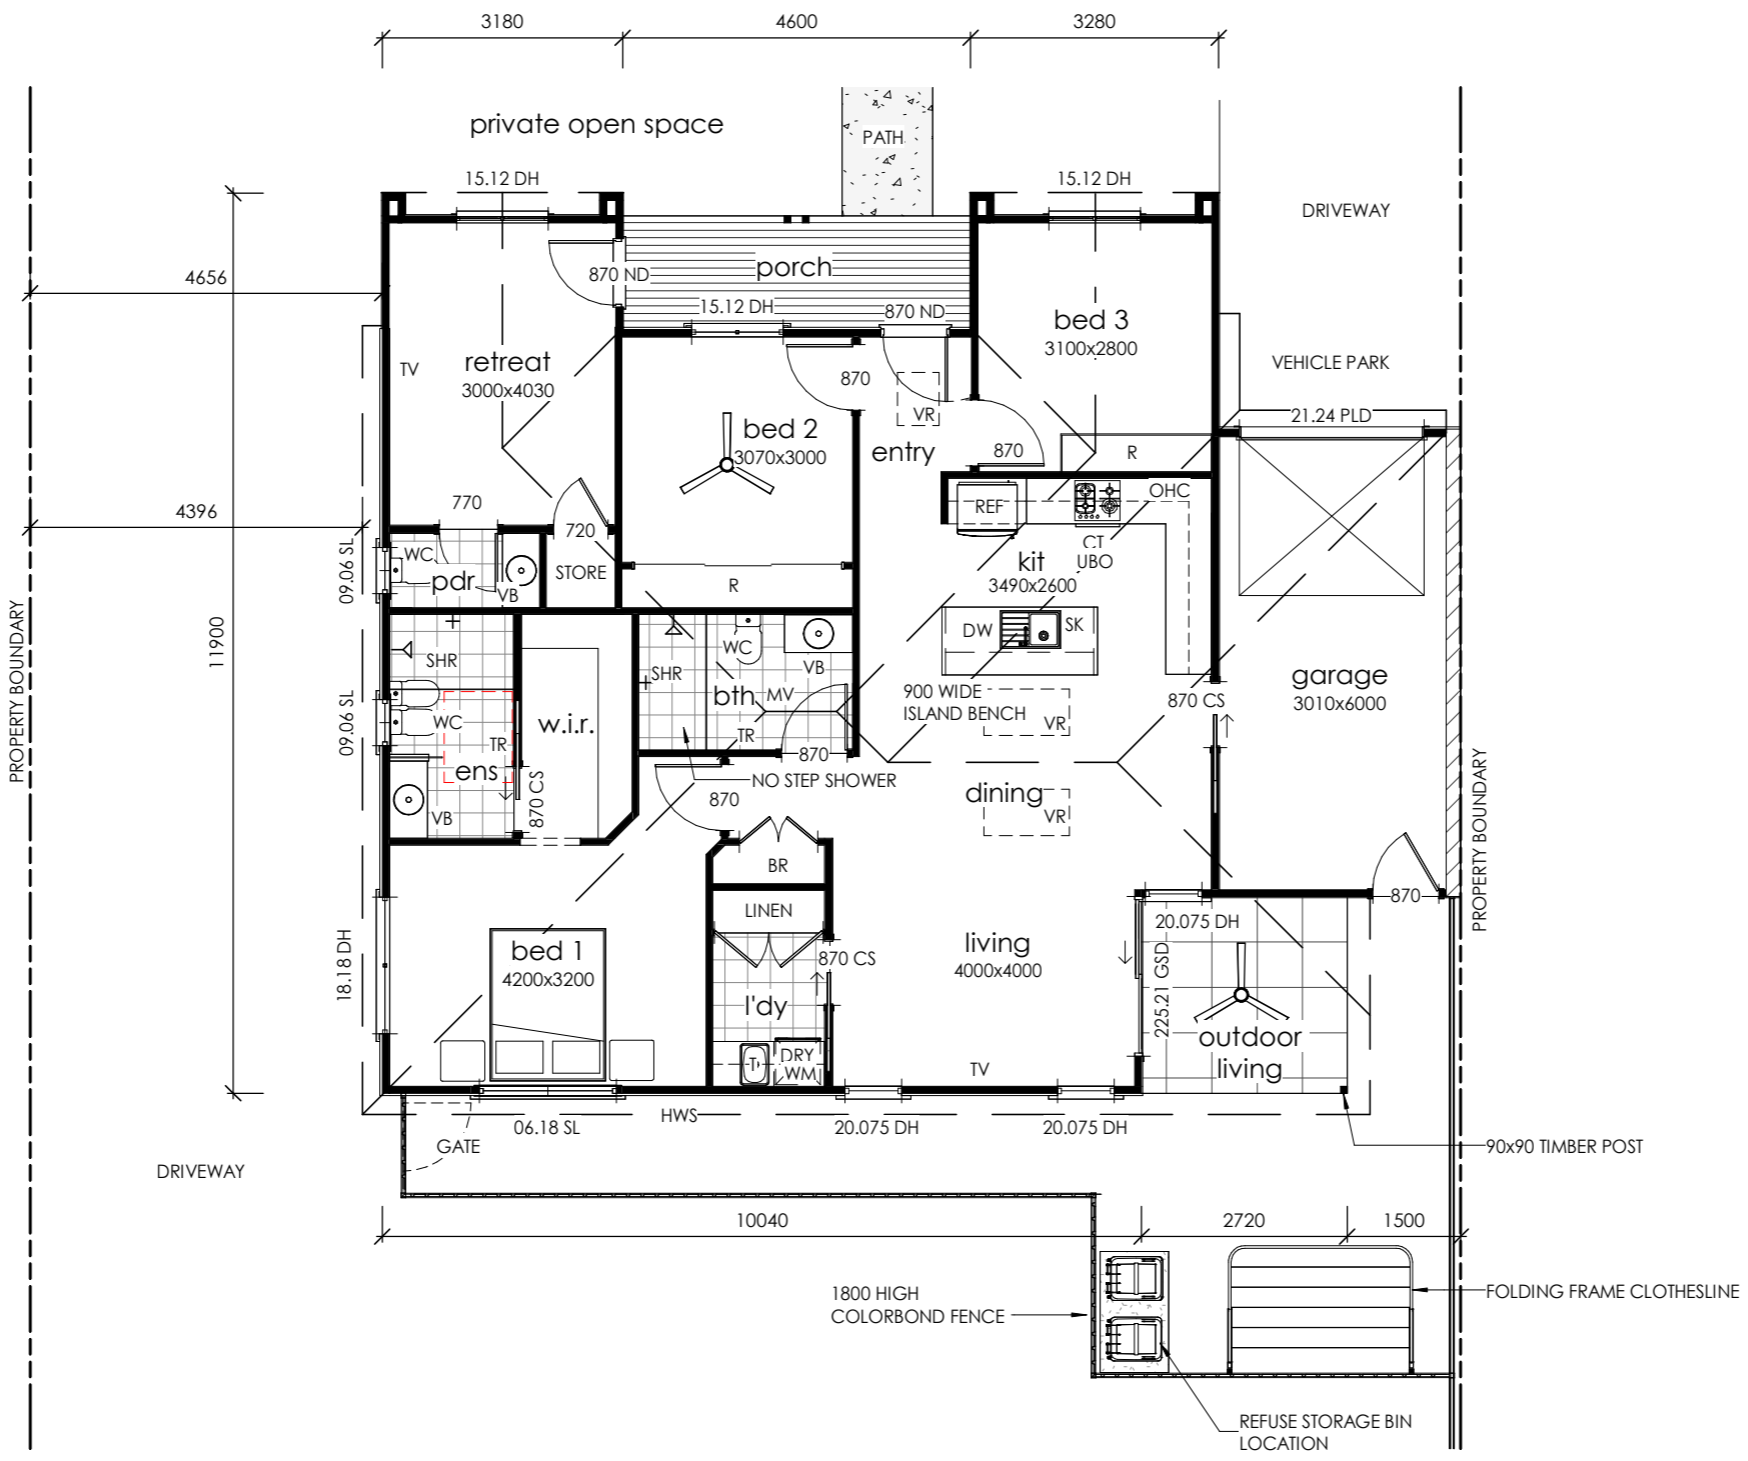 3180
4600
3280
private open space
PATH
15.12 DH
15.12 DH
DRIVEWAY
4656
870 ND
porch
15.12 DH
870 ND
bed 3
3100x2800
TV
retreat
3000x4030
870
VR
VEHICLE PARK
21.24 PLD
bed 2
3070x3000
entry
870
R
770
720
REF
OHC
4396
09.06 SL
WC
pdr
VB
STORE
R
CT
UBO
kit
3490x2600
11900
PROPERTY BOUNDARY
SHR
WC
TR
ens
VB
09.06 SL
w.i.r.
870 CS
SHR
WC
VB
bth
MV
TR
870
NO STEP SHOWER
DW
SK
900 WIDE
ISLAND BENCH
VR
870 CS
garage
3010x6000
dining
VR
PROPERTY BOUNDARY
870
BR
LINEN
870 CS
l'dy
T
DRY
WM
18.18 DH
bed 1
4200x3200
living
4000x4000
TV
20.075 DH
225.21 GSD
870
outdoor
living
06.18 SL
HWS
20.075 DH
20.075 DH
GATE
90x90 TIMBER POST
DRIVEWAY
10040
2720
1500
1800 HIGH
COLORBOND FENCE
FOLDING FRAME CLOTHESLINE
REFUSE STORAGE BIN
LOCATION